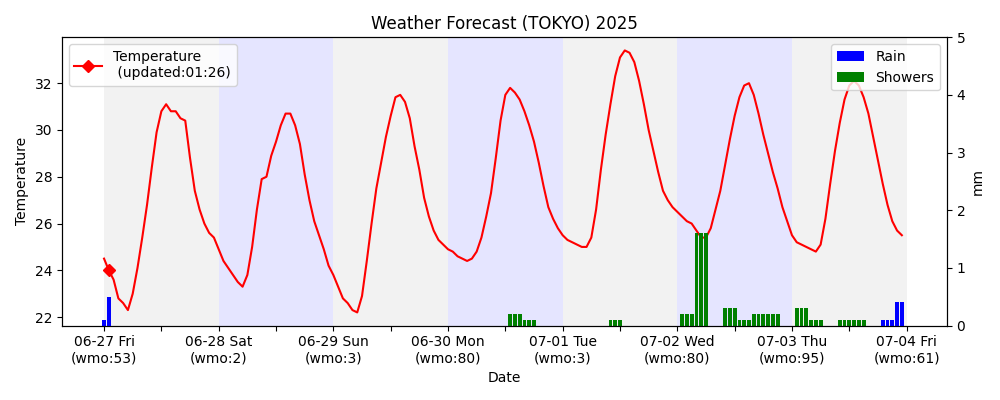 Weather Forecast (TOKYO) 2025
Temperature
(updated:01:26)
Rain
Showers
Temperature
32
30
28
26
24
22
5
4
3
2
1
0
mm
06-27 Fri
(wmo:53)
06-28 Sat
(wmo:2)
06-29 Sun
(wmo:3)
06-30 Mon
(wmo:80)
07-01 Tue
(wmo:3)
07-02 Wed
(wmo:80)
07-03 Thu
(wmo:95)
07-04 Fri
(wmo:61)
Date